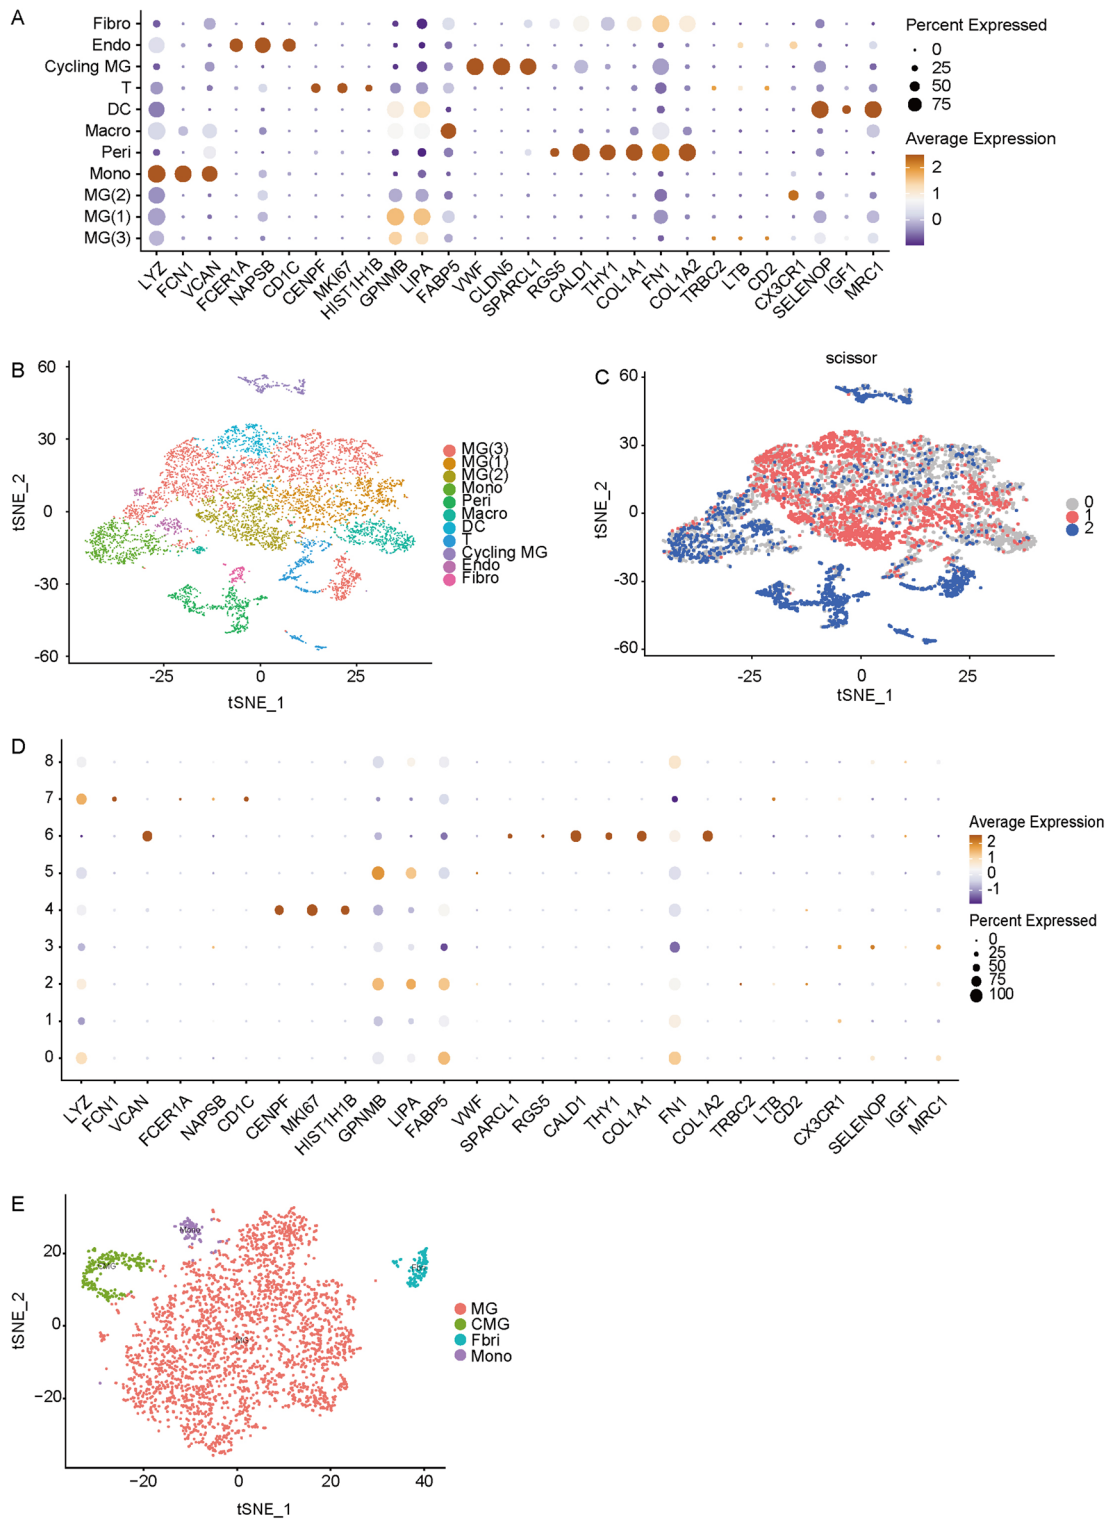 A
Fibro
Endo
Cycling MG
T
DC
Macro
Peri
Mono
MG(2)
MG(1)
MG(3)
LYZ
FCN1
VCAN
FCER1A
NAPSB
CD1C
CENPF
MKI67
HIST1H1B
GPNMB
LIPA
FABP5
VWF
CLDN5
SPARCL1
RGS5
CALD1
THY1
COL1A1
FN1
COL1A2
TRBC2
LTB
CD2
CX3CR1
SELENOP
IGF1
MRC1
Percent Expressed
0
25
50
75
Average Expression
2
1
0
B
60
30
0
-30
-60
tSNE_2
-25
0
25
tSNE_1
MG(3)
MG(1)
MG(2)
Mono
Peri
Macro
DC
T
Cycling MG
Endo
Fibro
C
scissor
60
30
0
-30
-60
tSNE_2
-25
0
25
tSNE_1
0
1
2
D
8
7
6
5
4
3
2
1
0
LYZ
FCN1
VCAN
FCER1A
NAPSB
CD1C
CENPF
MKI67
HIST1H1B
GPNMB
LIPA
FABP5
VWF
SPARCL1
RGS5
CALD1
THY1
COL1A1
FN1
COL1A2
TRBC2
LTB
CD2
CX3CR1
SELENOP
IGF1
MRC1
Average Expression
2
1
0
-1
Percent Expressed
0
25
50
75
100
E
20
0
−20
tSNE_2
−20
0
20
40
tSNE_1
Mono
CMG
MG
MG
CMG
Fbri
Mono